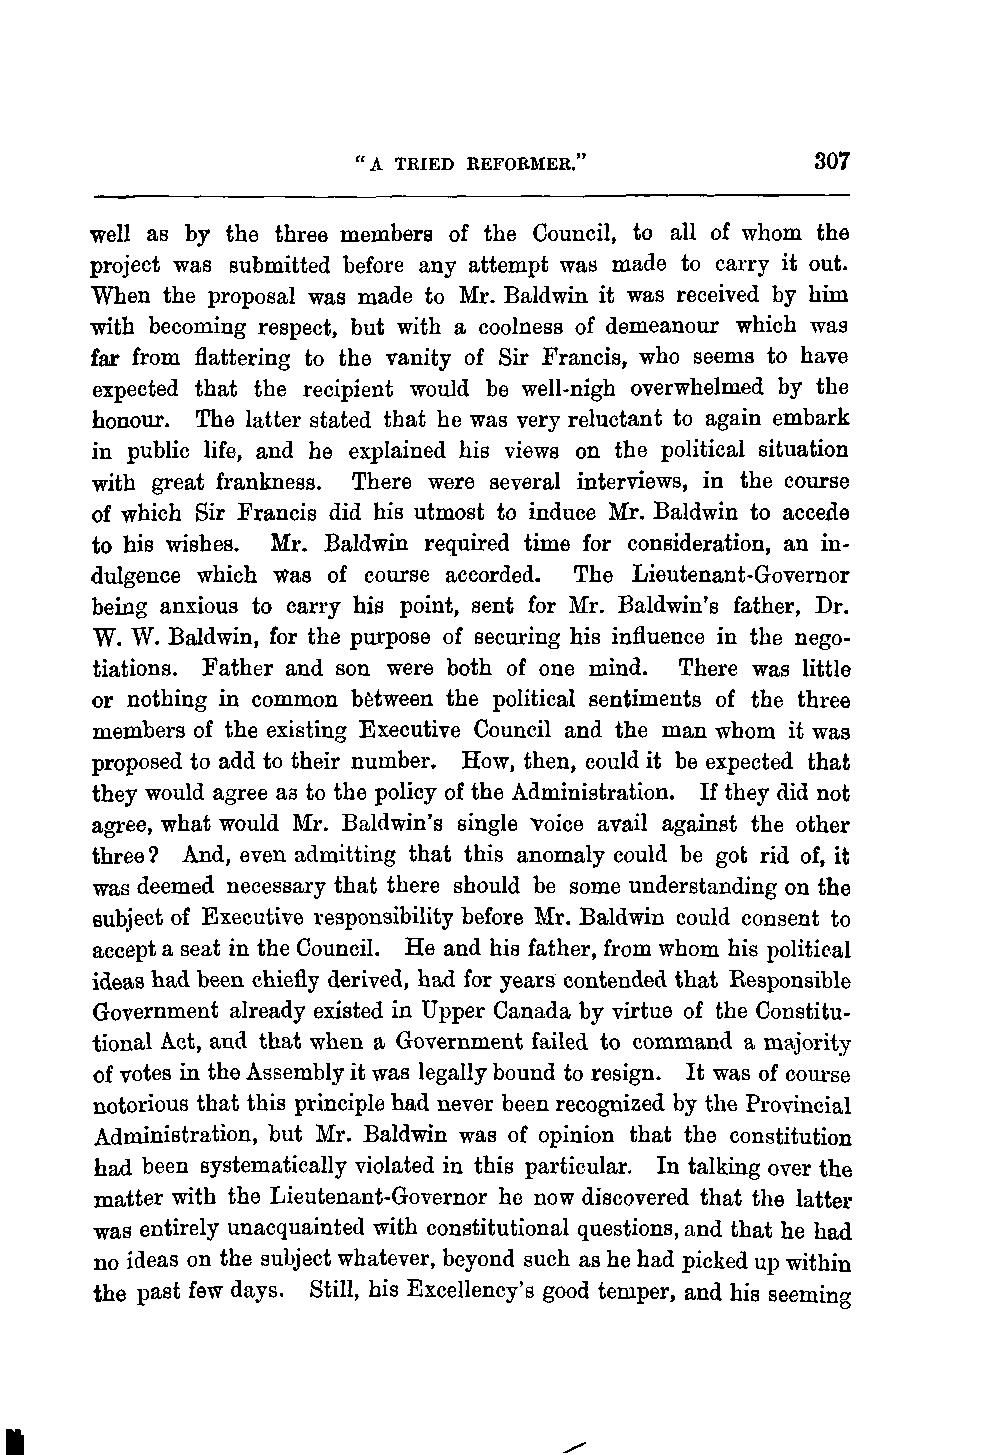 "A TRIED REFORMER." 307
well as by the three members of the Council, to all of whom the
project was submitted before any attempt was made to carry it out.
When the proposal was made to Mr. Baldwin it was received by him
with becoming respect, but with a coolness of demeanour which was
far from flattering to the vanity of Sir Francis, who seems to have
expected that the recipient would be well-nigh overwhelmed by the
honour. The latter stated that he was very reluctant to again embark
in public life, and he explained his views on the political situation
with great frankness. There were several interviews, in the course
of which Sir Francis did his utmost to induce Mr. Baldwin to accede
to his wishes. Mr. Baldwin required time for consideration, an in-
dulgence which was of course accorded. The Lieutenant-Governor
being anxious to carry his point, sent for Mr. Baldwin's father, Dr.
W. W. Baldwin, for the purpose of securing his influence in the nego-
tiations. Father and son were both of one mind. There was little
or nothing in common between the political sentiments of the three
members of the existing Executive Council and the man whom it was
proposed to add to their number. How, then, could it be expected that
they would agree as to the policy of the Administration. If they did not
agree, what would Mr. Baldwin's single voice avail against the other
three? And, even admitting that this anomaly could be got rid of, it
was deemed necessary that there should be some understanding on the
subject of Executive responsibility before Mr. Baldwin could consent to
accept a seat in the Council. He and his father, from whom his political
ideas had been chiefly derived, had for years contended that Responsible
Government already existed in Upper Canada by virtue of the Constitu-
tional Act, and that when a Government failed to command a majority
of votes in the Assembly it was legally bound to resign. It was of course
notorious that this principle had never been recognized by the Provincial
Administration, but Mr. Baldwin was of opinion that the constitution
had been systematically violated in this particular. In talking over the
matter with the Lieutenant-Governor he now discovered that the latter
was entirely unacquainted with constitutional questions, and that he had
no ideas on the subject whatever, beyond such as he had picked up within
the past few days. Still, his Excellency's good temper, and his seeming